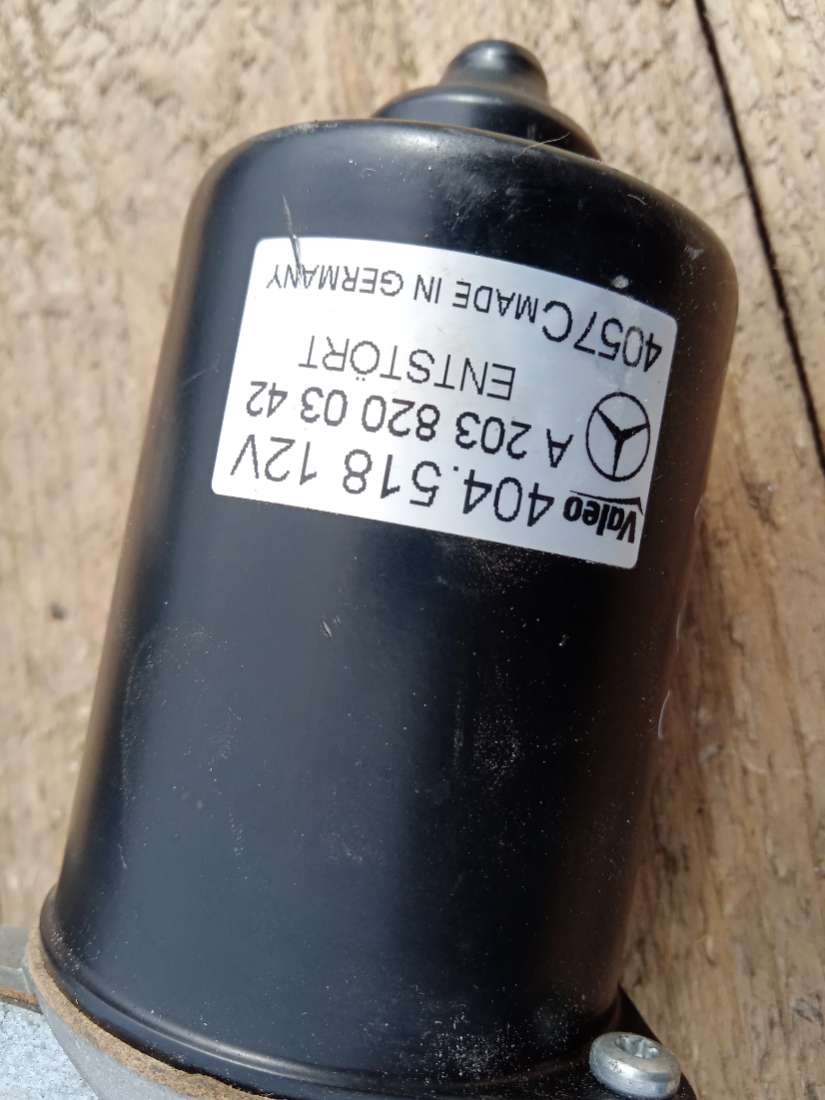 Valeo 404.518 12V
A 203 820 03 42
ENTSTÖRT
4057C MADE IN GERMANY